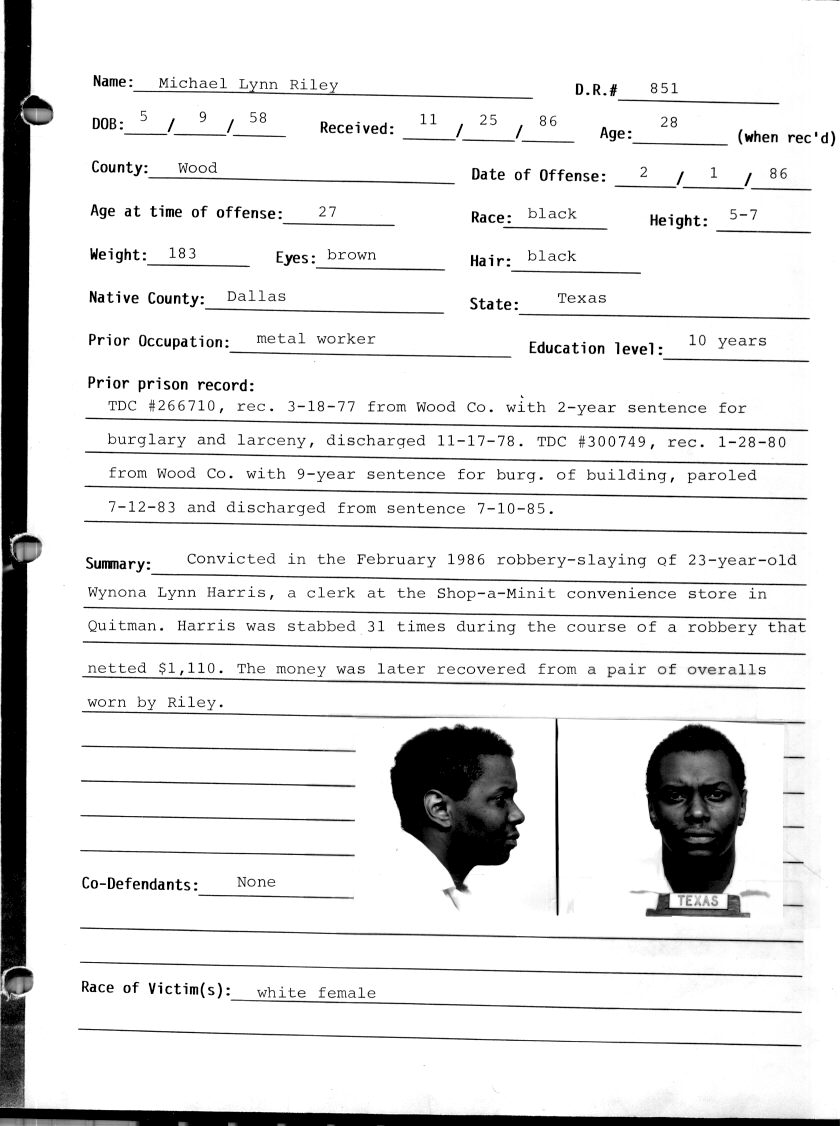 Name: Michael Lynn Riley D.R.# 851
DOB: 5 / 9 / 58 Received: 11 / 25 / 86 Age: 28 (when rec'd)
County: Wood Date of Offense: 2 / 1 / 86
Age at time of offense: 27 Race: black Height: 5-7
Weight: 183 Eyes: brown Hair: black
Native County: Dallas State: Texas
Prior Occupation: metal worker Education level: 10 years
Prior prison record:
TDC #266710, rec. 3-18-77 from Wood Co. with 2-year sentence for
burglary and larceny, discharged 11-17-78. TDC #300749, rec. 1-28-80
from Wood Co. with 9-year sentence for burg. of building, paroled
7-12-83 and discharged from sentence 7-10-85.
Summary: Convicted in the February 1986 robbery-slaying of 23-year-old
Wynona Lynn Harris, a clerk at the Shop-a-Minit convenience store in
Quitman. Harris was stabbed 31 times during the course of a robbery that
netted $1,110. The money was later recovered from a pair of overalls
worn by Riley.
TEXAS
Co-Defendants: None
Race of Victim(s): white female